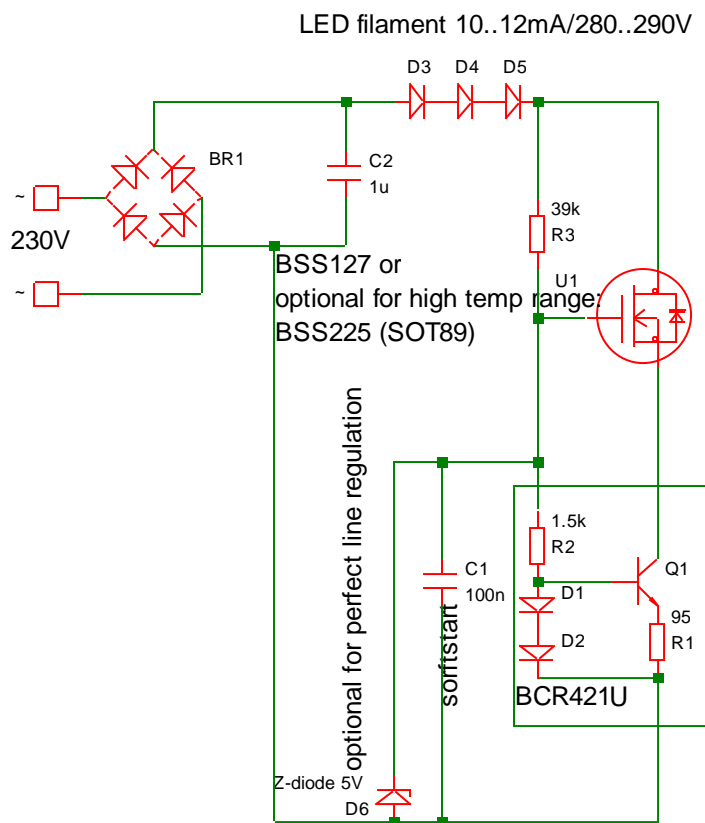 LED filament 10..12mA/280..290V
D3
D4
D5
BR1
C2
1u
~
230V
~
39k
R3
BSS127 or
optional for high temp range:
BSS225 (SOT89)
U1
optional for perfect line regulation
1.5k
R2
C1
100n
sorftstart
D1
D2
Q1
95
R1
BCR421U
Z-diode 5V
D6